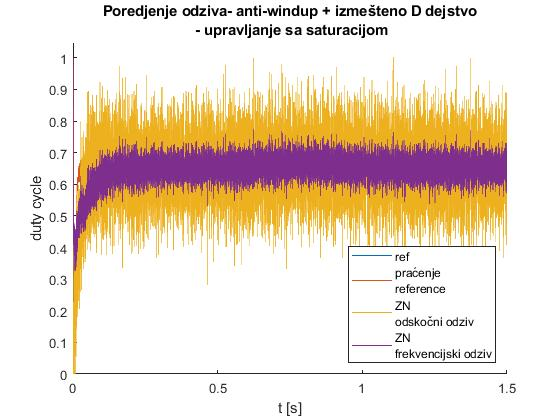 Poredjenje odziva- anti-windup + izmešteno D dejstvo
- upravljanje sa saturacijom
1
0.9
0.8
0.7
0.6
0.5
0.4
0.3
0.2
0.1
0
duty cycle
ref
praćenje
reference
ZN
odskočni odziv
ZN
frekvencijski odziv
0
0.5
1
1.5
t [s]